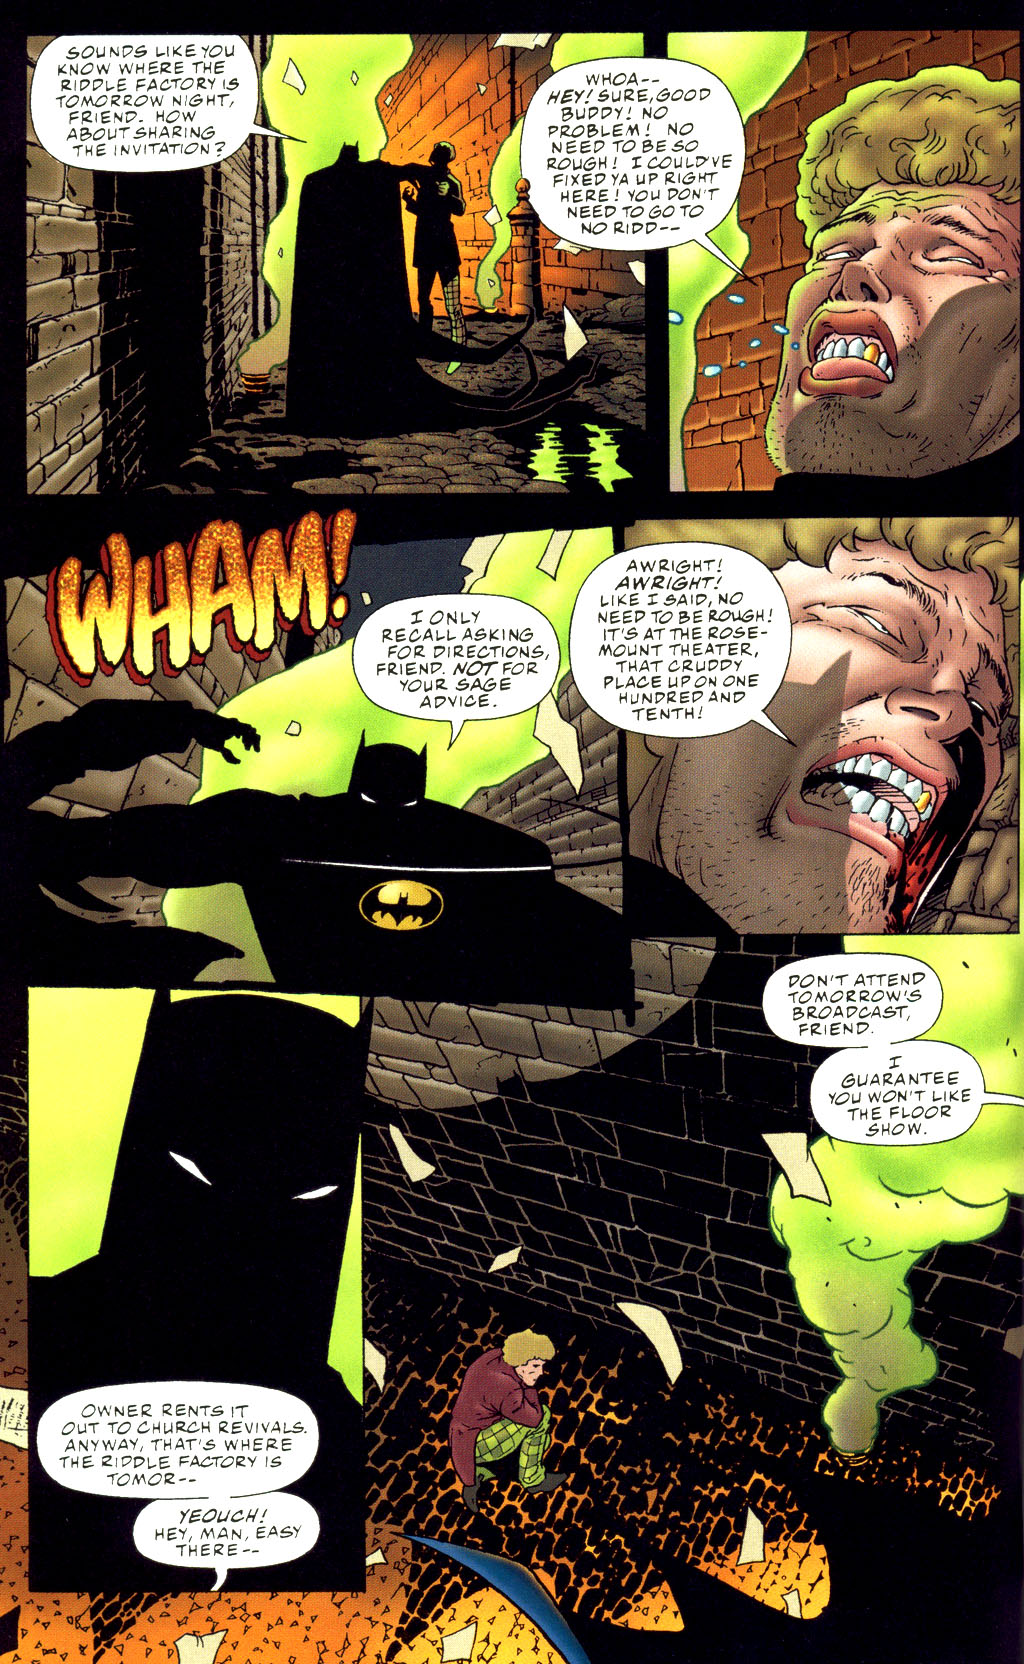 SOUNDS LIKE YOU
KNOW WHERE THE
RIDDLE FACTORY IS
TOMORROW NIGHT,
FRIEND. HOW
ABOUT SHARING
THE INVITATION?
WHOA--
HEY! SURE, GOOD
BUDDY! NO
PROBLEM! NO
NEED TO BE SO
ROUGH! I COULD'VE
FIXED YA UP RIGHT
HERE! YOU DON'T
NEED TO GO TO
NO RIDD--
WHAM!
I ONLY
RECALL ASKING
FOR DIRECTIONS,
FRIEND. NOT FOR
YOUR SAGE
ADVICE.
AWRIGHT!
AWRIGHT!
LIKE I SAID, NO
NEED TO BE ROUGH!
IT'S AT THE ROSE-
MOUNT THEATER,
THAT CRUDDY
PLACE UP ON ONE
HUNDRED AND
TENTH!
OWNER RENTS IT
OUT TO CHURCH REVIVALS.
ANYWAY, THAT'S WHERE
THE RIDDLE FACTORY IS
TOMOR--
YEOUCH!
HEY, MAN, EASY
THERE--
DON'T ATTEND
TOMORROW'S
BROADCAST,
FRIEND.
I
GUARANTEE
YOU WON'T LIKE
THE FLOOR
SHOW.